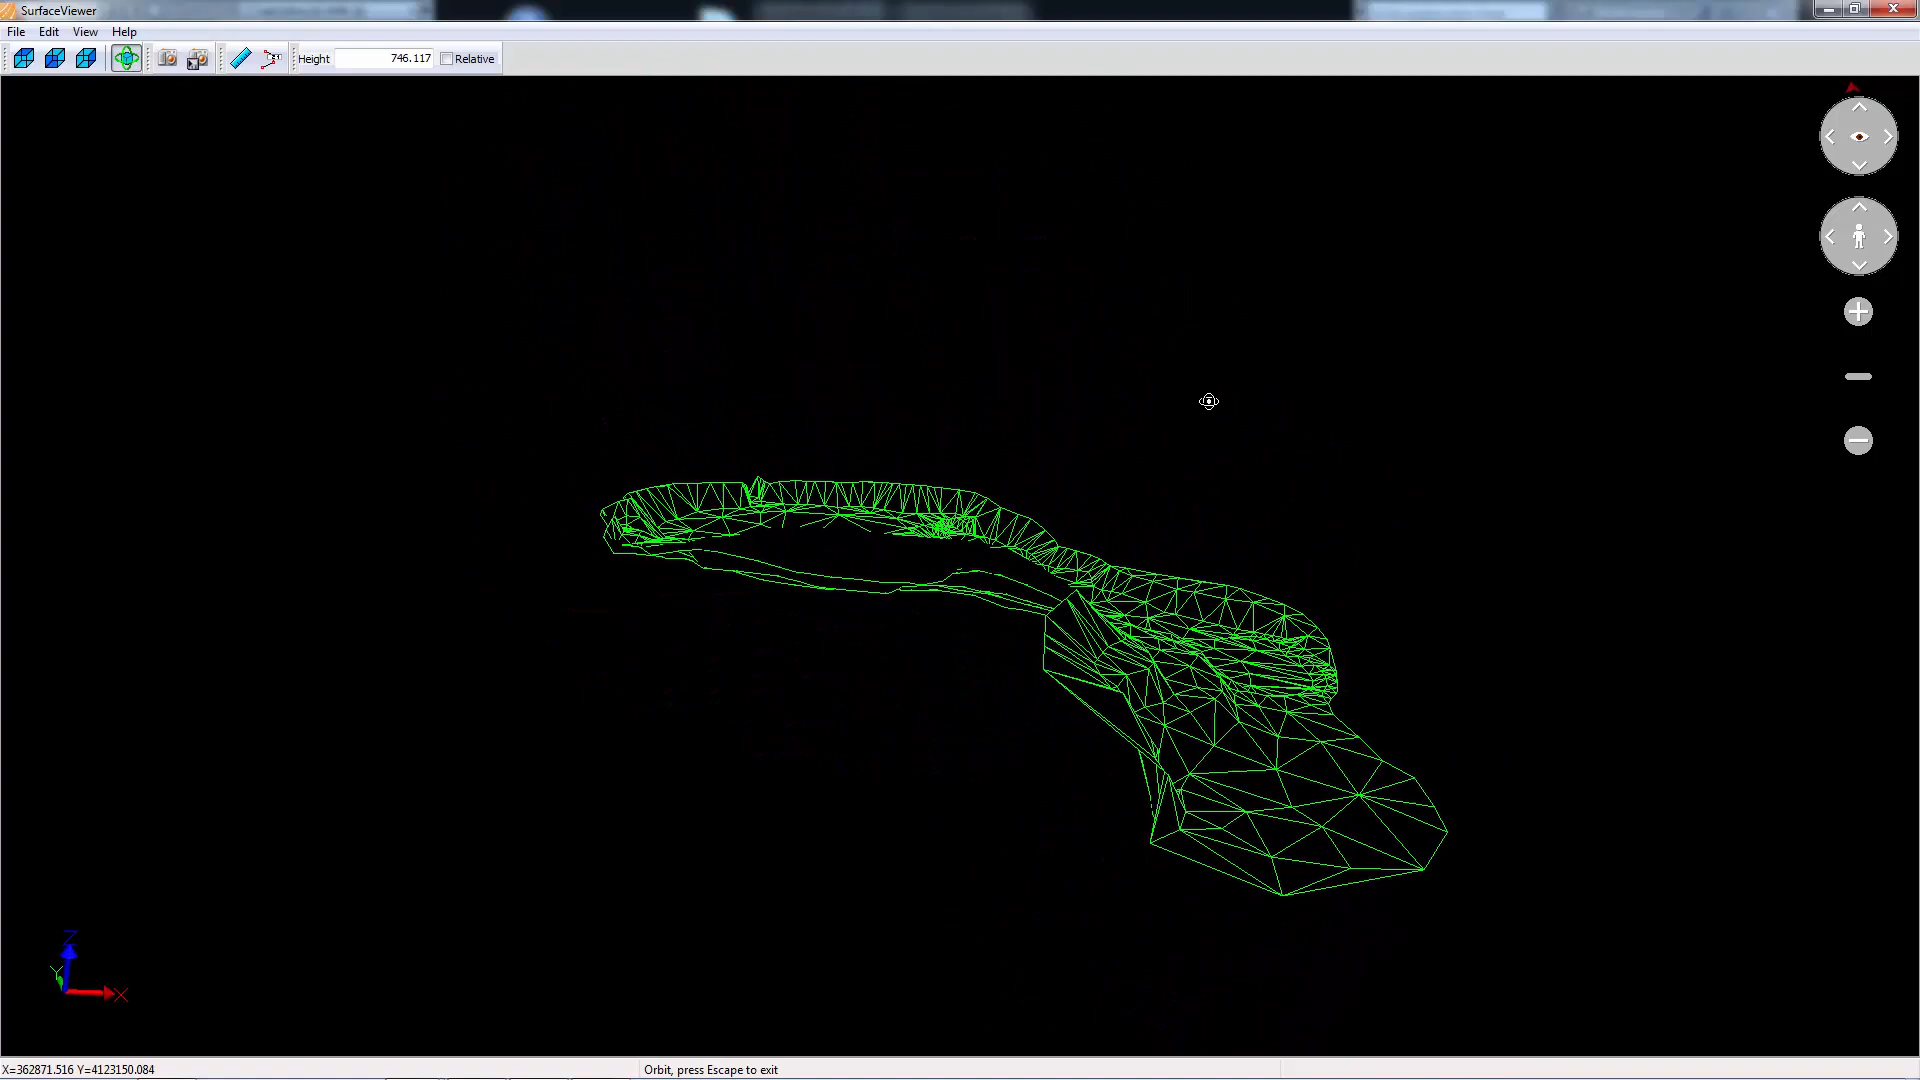 SurfaceViewer
File Edit View Help
Height 746.117 Relative
Z
Y
X
X=362871.516 Y=4123150.084 Orbit, press Escape to exit